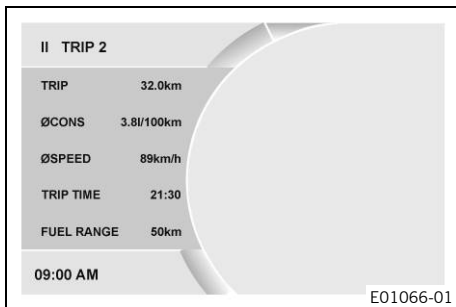 II TRIP 2
TRIP 32.0km
ØCONS 3.8l/100km
ØSPEED 89km/h
TRIP TIME 21:30
FUEL RANGE 50km
09:00 AM
E01066-01